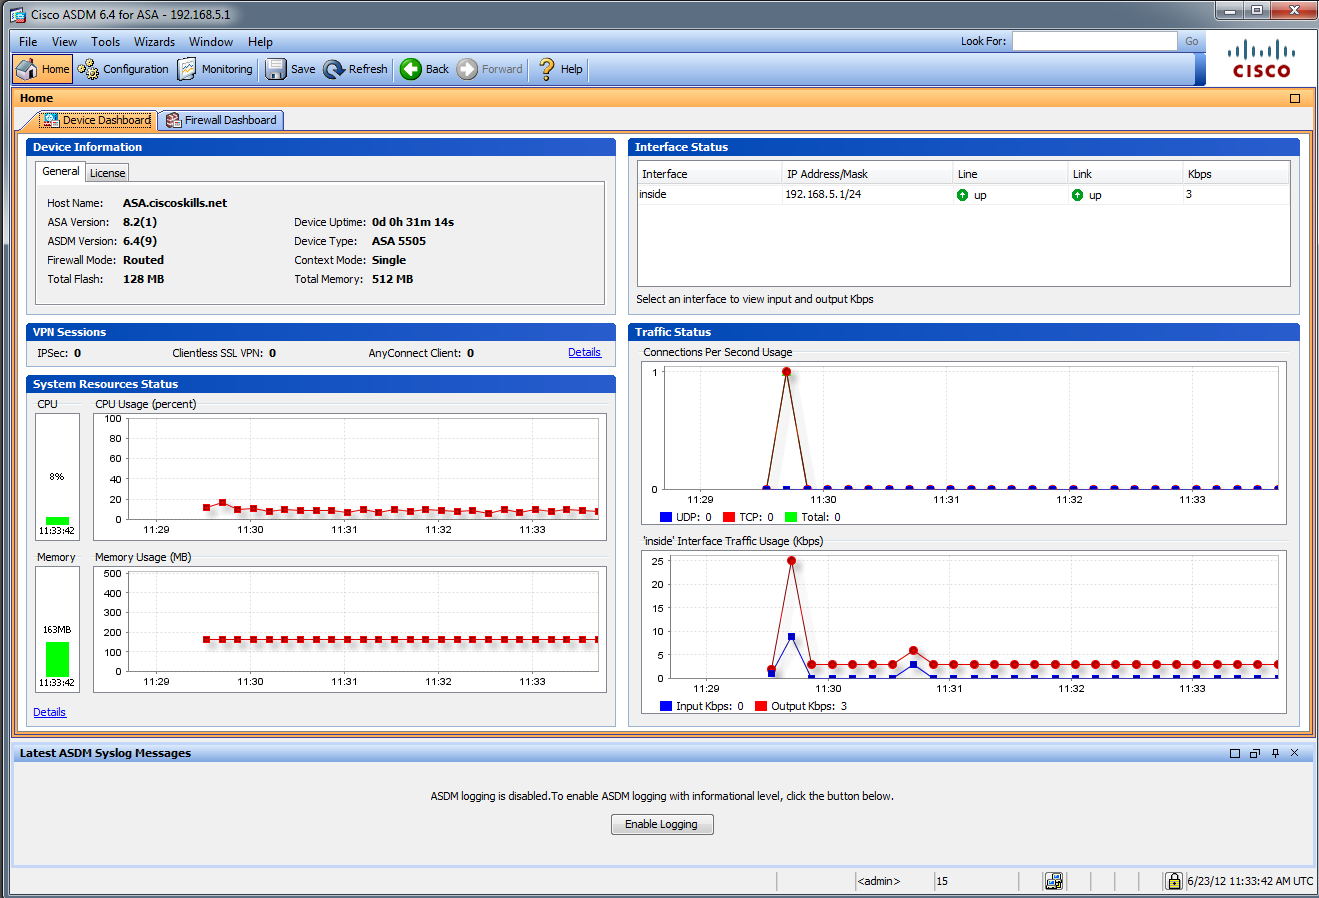 Cisco ASDM 6.4 for ASA - 192.168.5.1
File View Tools Wizards Window Help Look For: Go
Home Configuration Monitoring Save Refresh Back Forward Help
CISCO
Home
Device Dashboard Firewall Dashboard
Device Information
General License
Host Name: ASA.ciscoskills.net
ASA Version: 8.2(1) Device Uptime: 0d 0h 31m 14s
ASDM Version: 6.4(9) Device Type: ASA 5505
Firewall Mode: Routed Context Mode: Single
Total Flash: 128 MB Total Memory: 512 MB
Interface Status
Interface IP Address/Mask Line Link Kbps
inside 192.168.5.1/24 up up 3
Select an interface to view input and output Kbps
VPN Sessions
IPSec: 0 Clientless SSL VPN: 0 AnyConnect Client: 0 Details
System Resources Status
CPU CPU Usage (percent)
100
80
60
8%
40
20
0
11:33:42 11:29 11:30 11:31 11:32 11:33
Memory Memory Usage (MB)
500
400
300
163MB
200
100
0
11:33:42 11:29 11:30 11:31 11:32 11:33
Details
Traffic Status
Connections Per Second Usage
1
0
11:29 11:30 11:31 11:32 11:33
UDP: 0 TCP: 0 Total: 0
'inside' Interface Traffic Usage (Kbps)
25
20
15
10
5
0
11:29 11:30 11:31 11:32 11:33
Input Kbps: 0 Output Kbps: 3
Latest ASDM Syslog Messages
ASDM logging is disabled.To enable ASDM logging with informational level, click the button below.
Enable Logging
<admin> 15 6/23/12 11:33:42 AM UTC